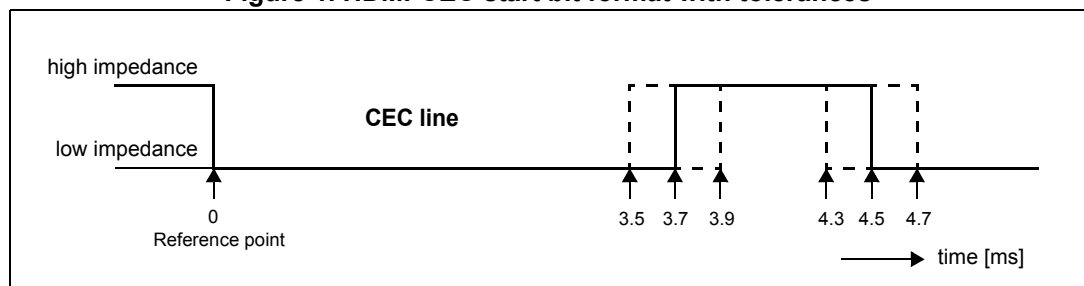 high impedance
CEC line
low impedance
0
Reference point
3.5
3.7
3.9
4.3
4.5
4.7
time [ms]